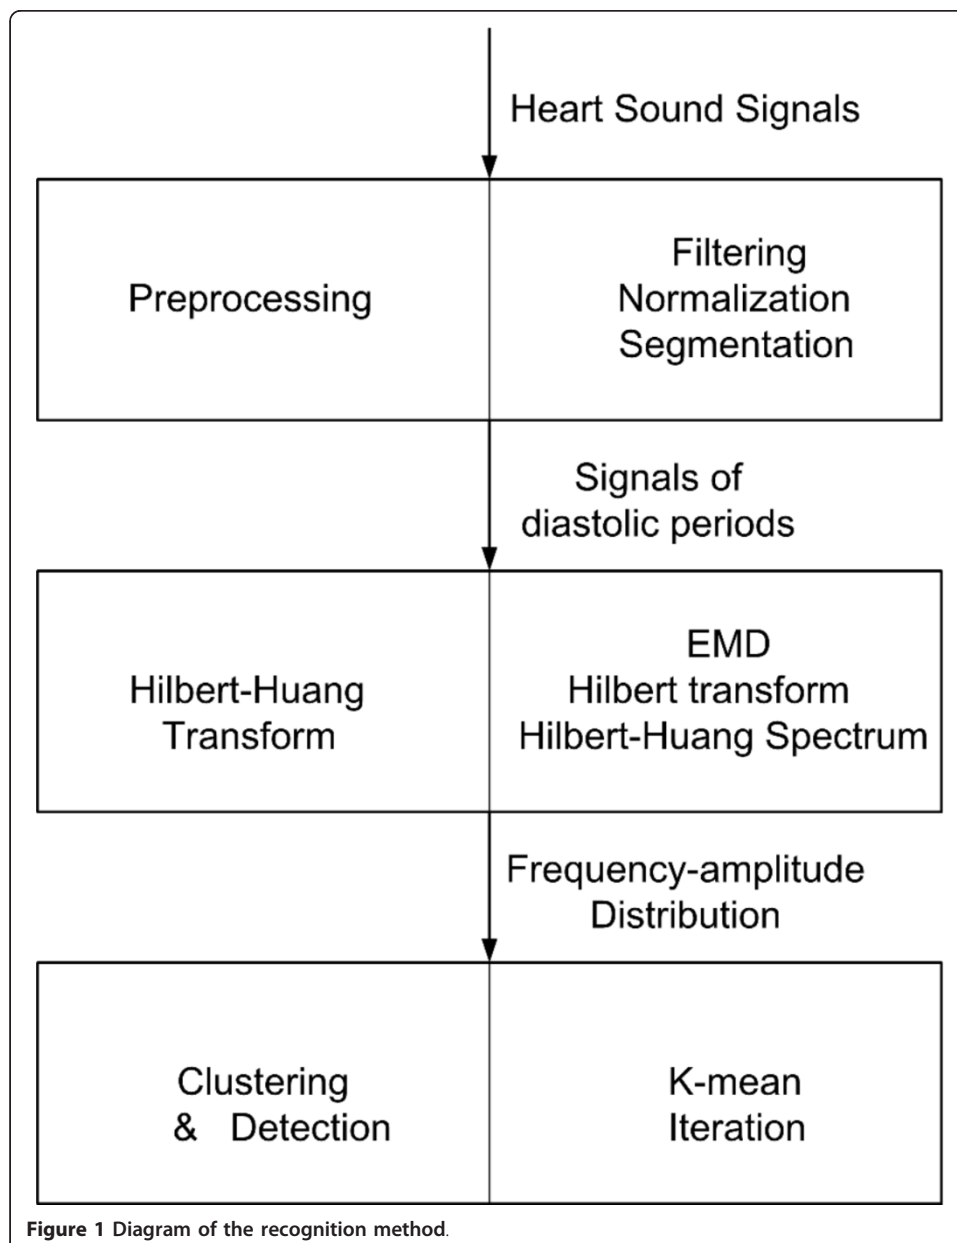 Heart Sound Signals
Preprocessing
Filtering
Normalization
Segmentation
Signals of
diastolic periods
Hilbert-Huang
Transform
EMD
Hilbert transform
Hilbert-Huang Spectrum
Frequency-amplitude
Distribution
Clustering
& Detection
K-mean
Iteration
Figure 1 Diagram of the recognition method.